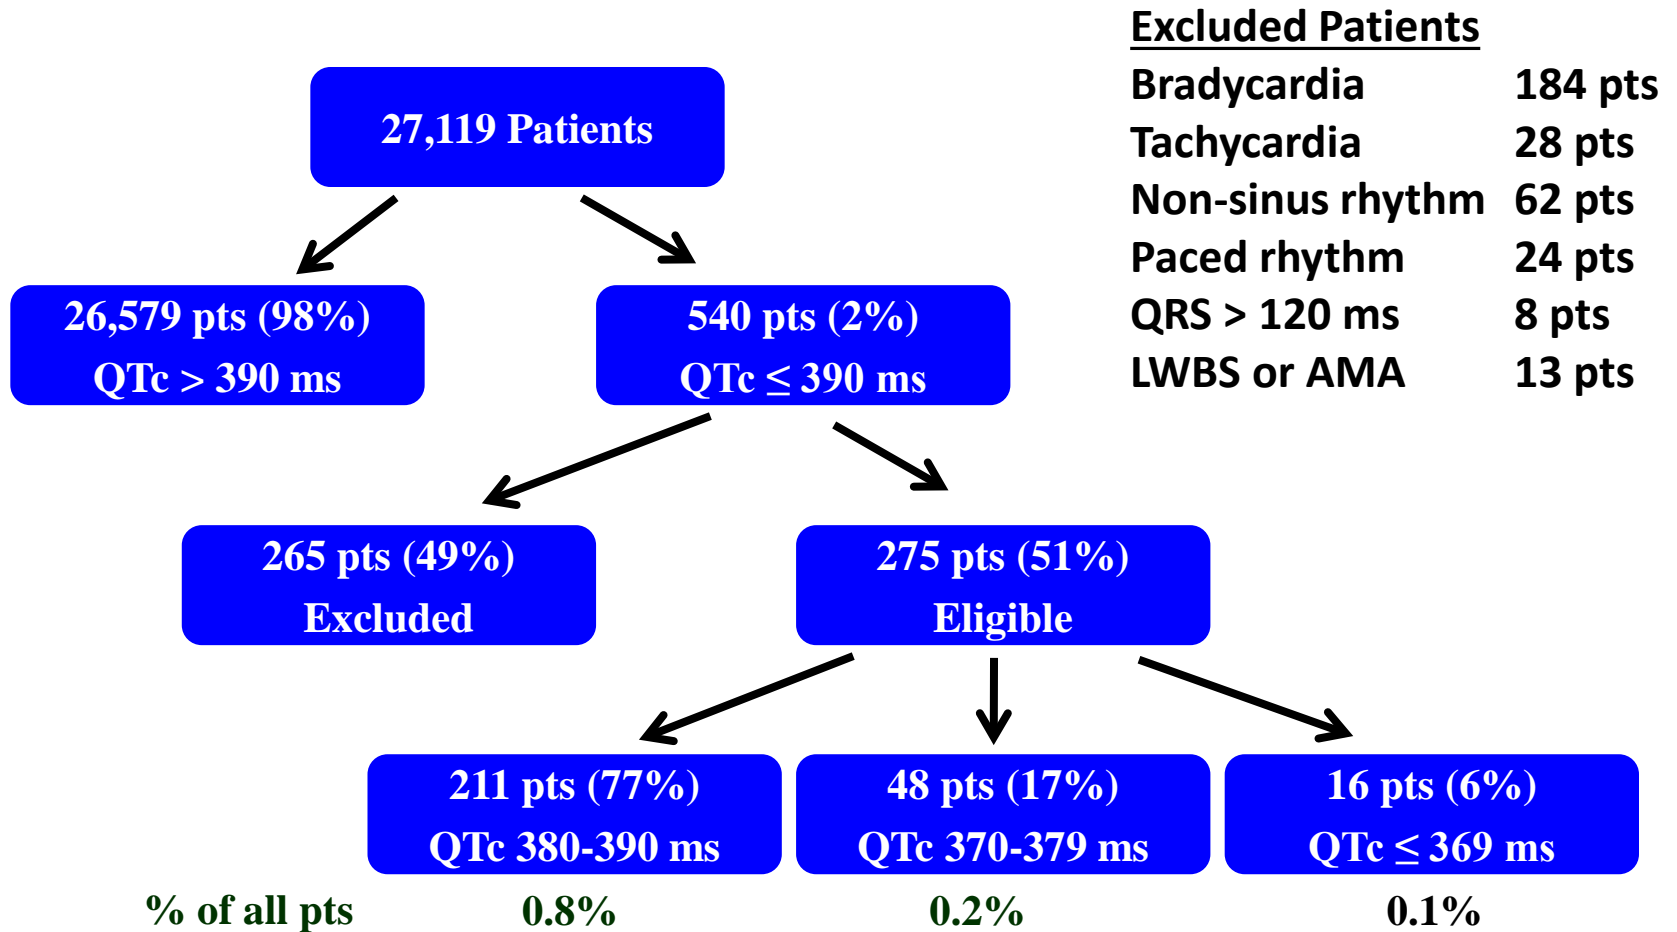 Excluded Patients
Bradycardia 184 pts
Tachycardia 28 pts
Non-sinus rhythm 62 pts
Paced rhythm 24 pts
QRS > 120 ms 8 pts
LWBS or AMA 13 pts
27,119 Patients
26,579 pts (98%)
QTc > 390 ms
540 pts (2%)
QTc ≤ 390 ms
265 pts (49%)
Excluded
275 pts (51%)
Eligible
211 pts (77%)
QTc 380-390 ms
48 pts (17%)
QTc 370-379 ms
16 pts (6%)
QTc ≤ 369 ms
% of all pts 0.8% 0.2% 0.1%